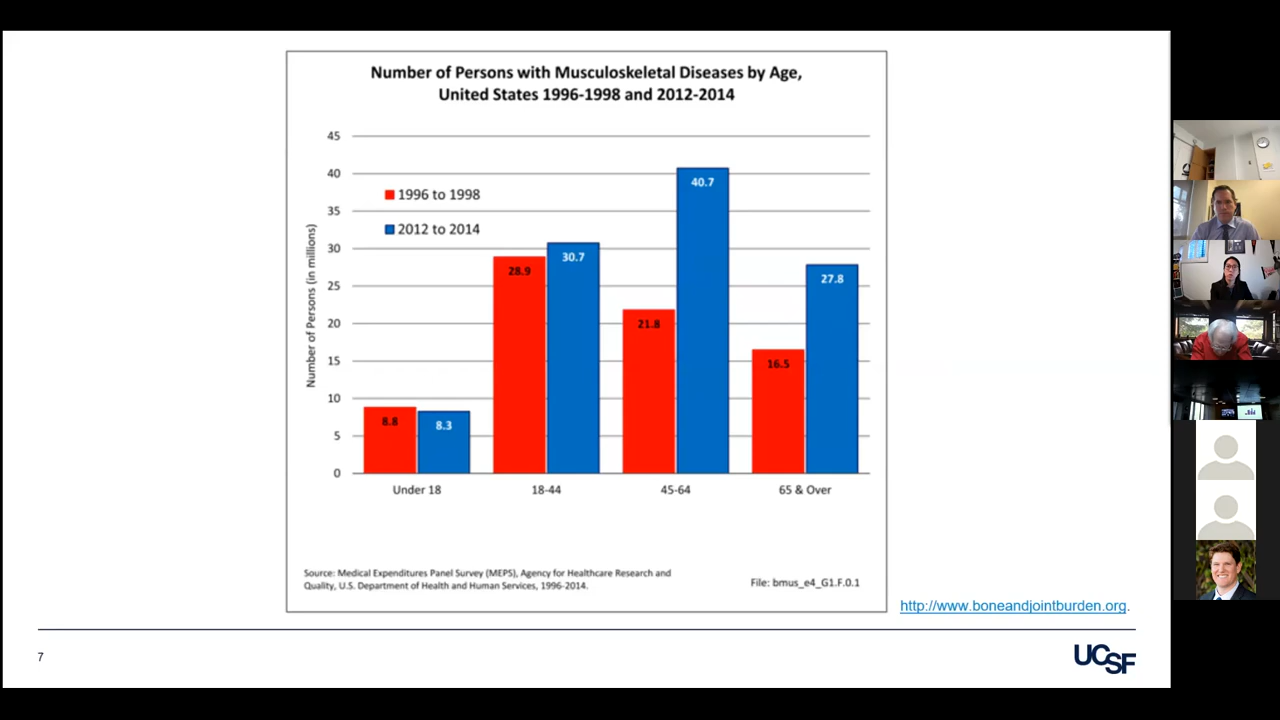 Number of Persons with Musculoskeletal Diseases by Age,
United States 1996-1998 and 2012-2014
Number of Persons (in millions)
45
40
35
30
25
20
15
10
5
0
1996 to 1998
2012 to 2014
8.8
8.3
28.9
30.7
21.8
40.7
16.5
27.8
Under 18
18-44
45-64
65 & Over
Source: Medical Expenditures Panel Survey (MEPS), Agency for Healthcare Research and
Quality, U.S. Department of Health and Human Services, 1996-2014.
File: bmus_e4_G1.F.0.1
http://www.boneandjointburden.org.
7
UCSF